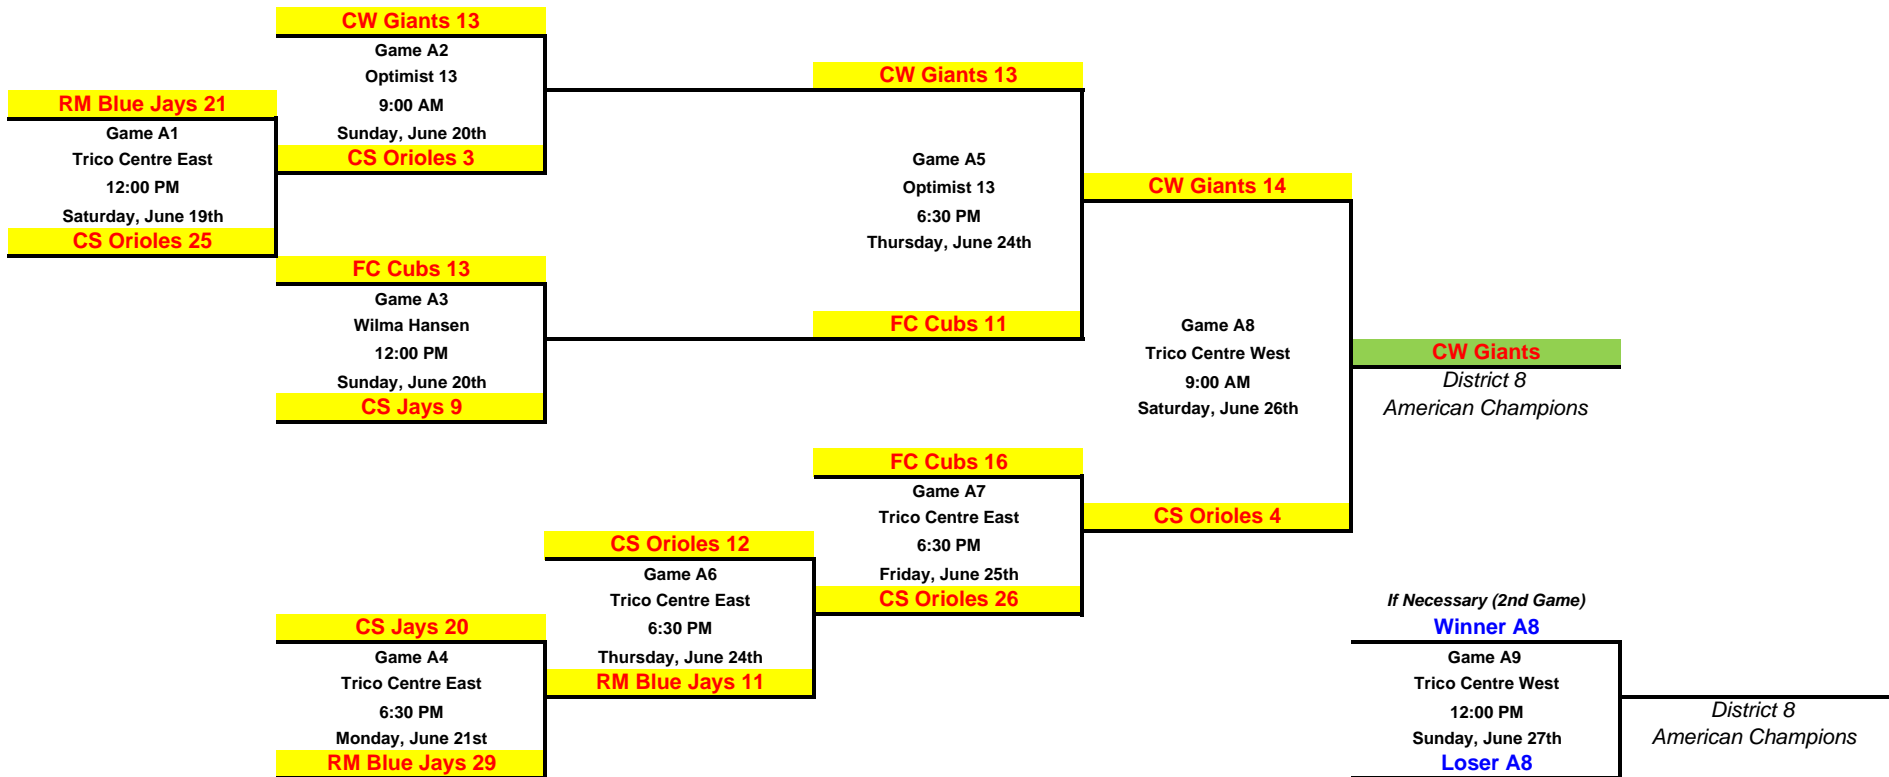 CW Giants 13
Game A2
Optimist 13
9:00 AM
Sunday, June 20th
CS Orioles 3
RM Blue Jays 21
Game A1
Trico Centre East
12:00 PM
Saturday, June 19th
CS Orioles 25
FC Cubs 13
Game A3
Wilma Hansen
12:00 PM
Sunday, June 20th
CS Jays 9
CW Giants 13
Game A5
Optimist 13
6:30 PM
Thursday, June 24th
FC Cubs 11
CW Giants 14
Game A8
Trico Centre West
9:00 AM
Saturday, June 26th
CS Orioles 4
CW Giants
District 8
American Champions
FC Cubs 16
Game A7
Trico Centre East
6:30 PM
Friday, June 25th
CS Orioles 26
CS Orioles 12
Game A6
Trico Centre East
6:30 PM
Thursday, June 24th
RM Blue Jays 11
CS Jays 20
Game A4
Trico Centre East
6:30 PM
Monday, June 21st
RM Blue Jays 29
If Necessary (2nd Game)
Winner A8
Game A9
Trico Centre West
12:00 PM
Sunday, June 27th
Loser A8
District 8
American Champions